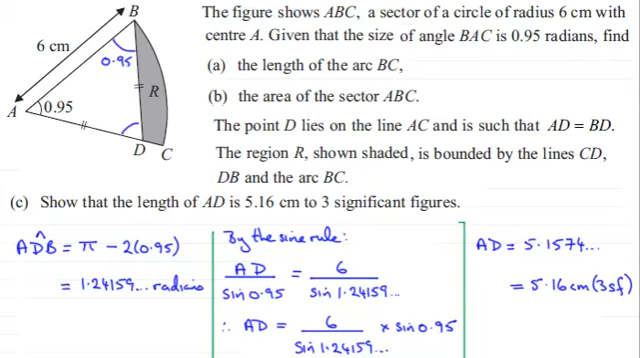 B
6 cm
0.95
R
A
0.95
D
C
The figure shows ABC, a sector of a circle of radius 6 cm with
centre A. Given that the size of angle BAC is 0.95 radians, find
(a) the length of the arc BC,
(b) the area of the sector ABC.
The point D lies on the line AC and is such that AD = BD.
The region R, shown shaded, is bounded by the lines CD,
DB and the arc BC.
(c) Show that the length of AD is 5.16 cm to 3 significant figures.
AD̂B = π − 2(0.95)
= 1.24159... radians
By the sine rule:
AD / sin 0.95 = 6 / sin 1.24159...
∴ AD = 6 / sin 1.24159... × sin 0.95
AD = 5.1574...
= 5.16cm (3sf)